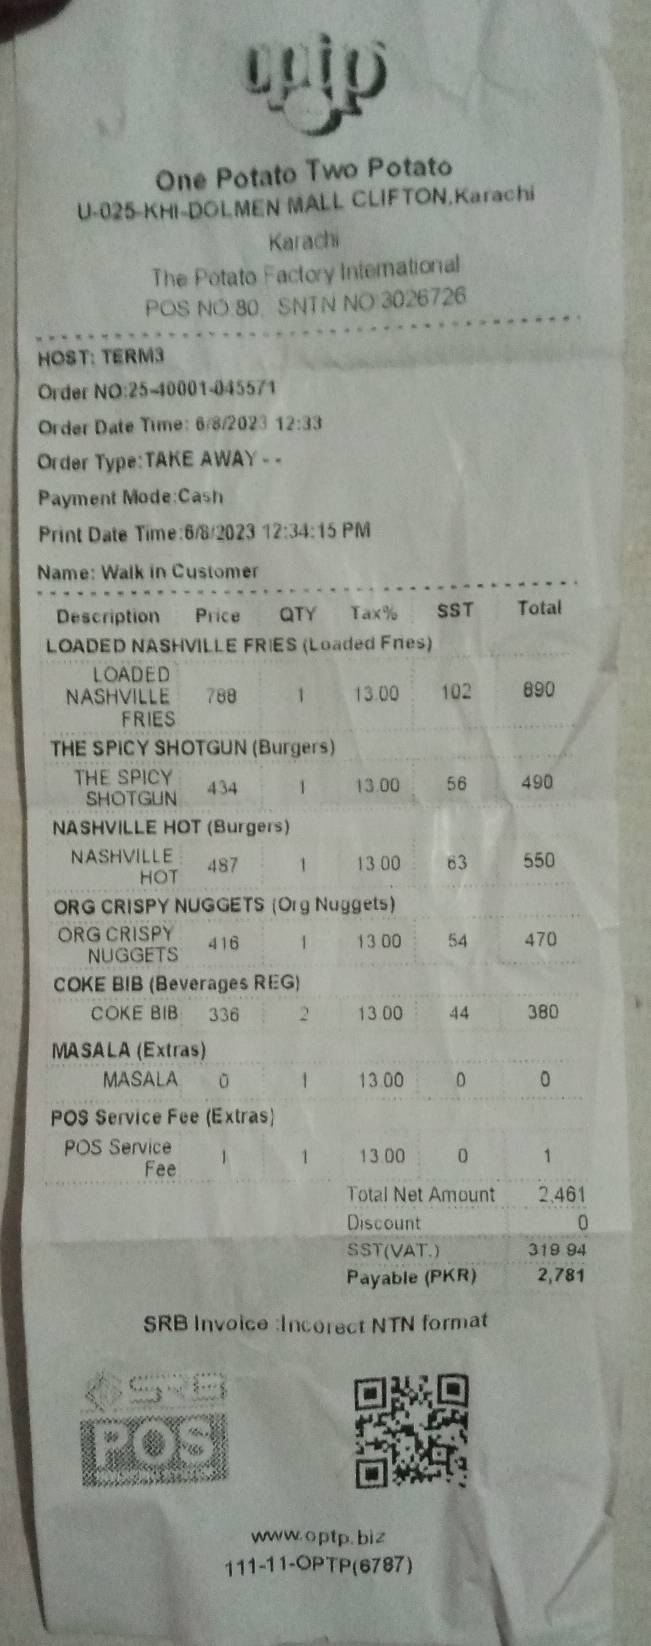 optp
One Potato Two Potato
U-025-KHI-DOLMEN MALL CLIFTON,Karachi
Karachi
The Potato Factory International
POS NO 80, SNTN NO 3026726
HOST: TERM3
Order NO:25-40001-045571
Order Date Time: 6/8/2023 12:33
Order Type:TAKE AWAY - -
Payment Mode:Cash
Print Date Time:6/8/2023 12:34:15 PM
Name: Walk in Customer
Description Price QTY Tax% SST Total
LOADED NASHVILLE FRIES (Loaded Fries)
LOADED
NASHVILLE 788 1 13.00 102 890
FRIES
THE SPICY SHOTGUN (Burgers)
THE SPICY
SHOTGUN 434 1 13.00 56 490
NASHVILLE HOT (Burgers)
NASHVILLE
HOT 487 1 13.00 63 550
ORG CRISPY NUGGETS (Org Nuggets)
ORG CRISPY
NUGGETS 416 1 13.00 54 470
COKE BIB (Beverages REG)
COKE BIB 336 2 13.00 44 380
MASALA (Extras)
MASALA 0 1 13.00 0 0
POS Service Fee (Extras)
POS Service
Fee 1 1 13.00 0 1
Total Net Amount 2,461
Discount 0
SST(VAT.) 319.94
Payable (PKR) 2,781
SRB Invoice :Incorect NTN format
SRB
POS
www.optp.biz
111-11-OPTP(6787)